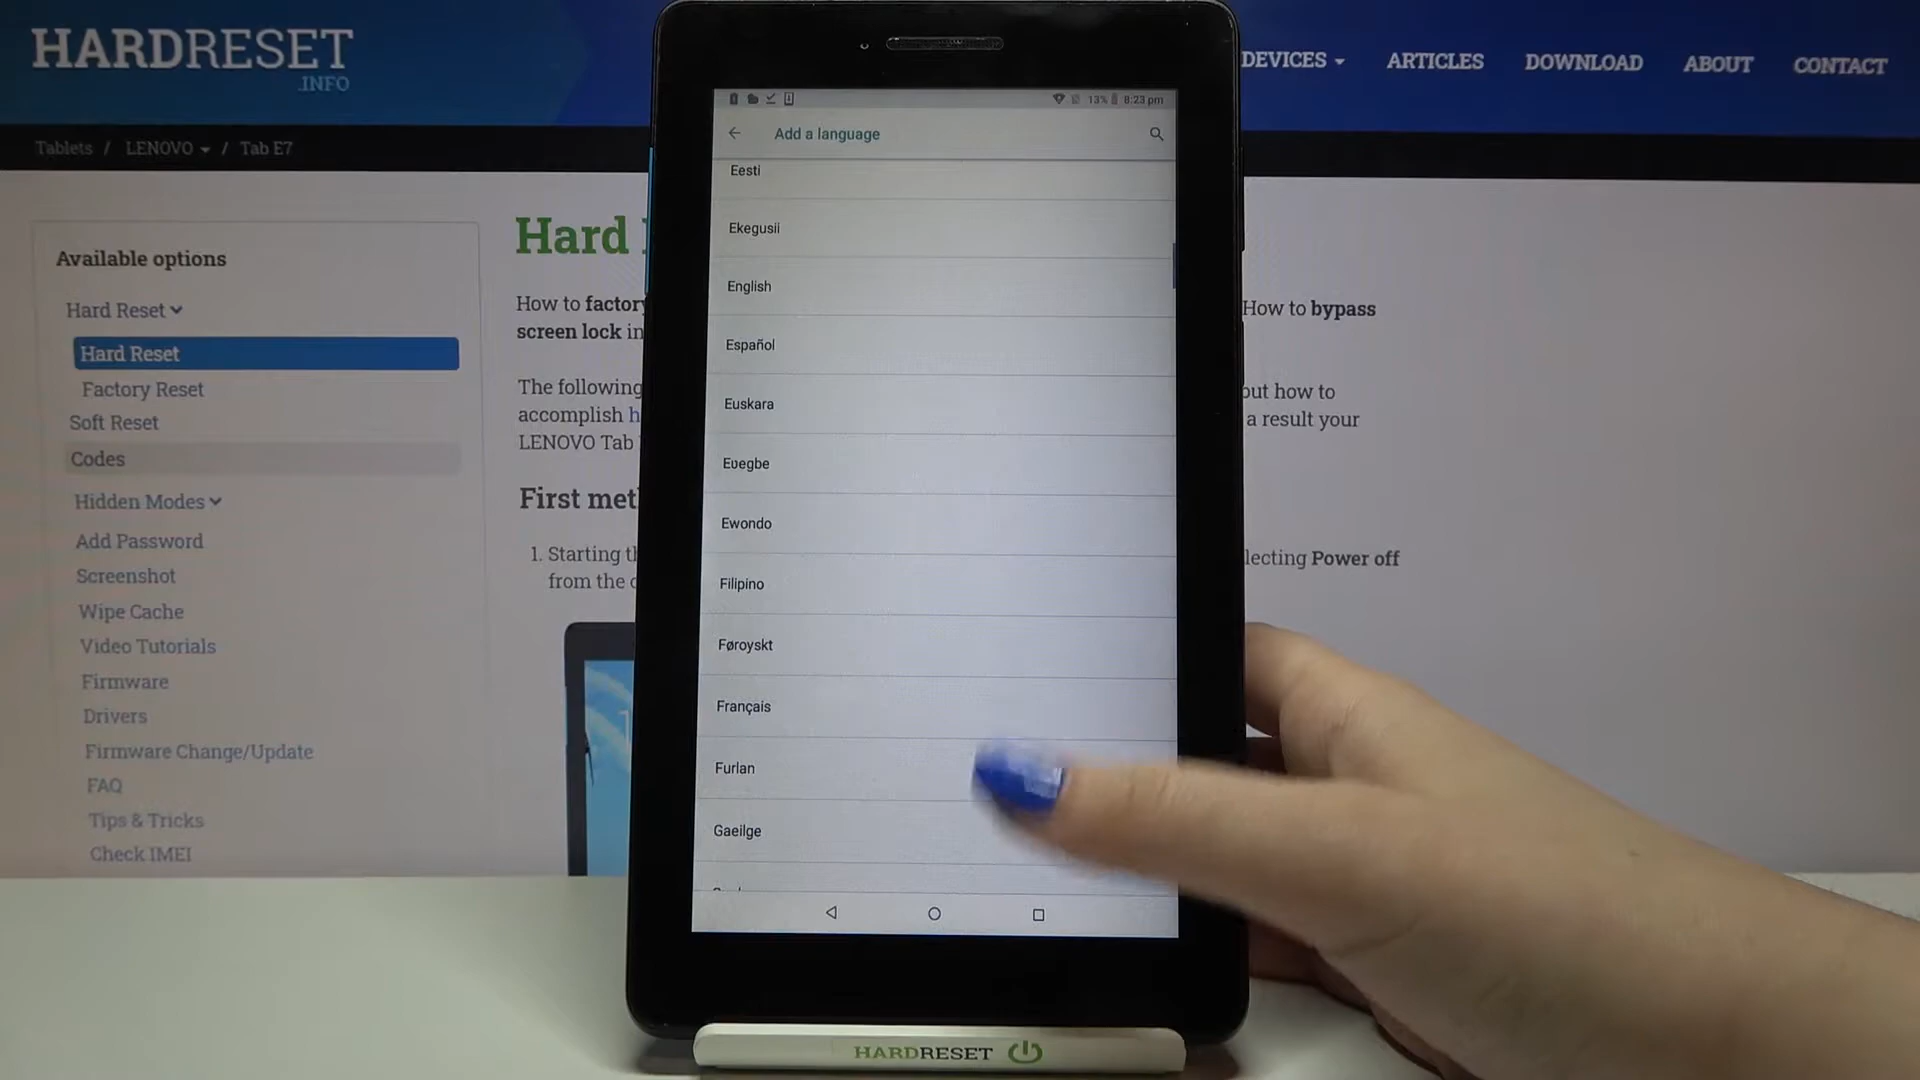 HARDRESET
.INFO
DEVICES
ARTICLES
DOWNLOAD
ABOUT
CONTACT
Tablets / LENOVO / Tab E7
Available options
Hard Reset
Hard Reset
Factory Reset
Soft Reset
Codes
Hidden Modes
Add Password
Screenshot
Wipe Cache
Video Tutorials
Firmware
Drivers
Firmware Change/Update
FAQ
Tips & Tricks
Check IMEI
Hard
How to factory
screen lock in
The following
accomplish
LENOVO Tab
First
1. Starting
from the
How to bypass
out how to
a result your
lecting Power off
13% 8:23 pm
Add a language
Eesti
Ekegusii
English
Español
Euskara
Eʋegbe
Ewondo
Filipino
Føroyskt
Français
Furlan
Gaeilge
HARDRESET